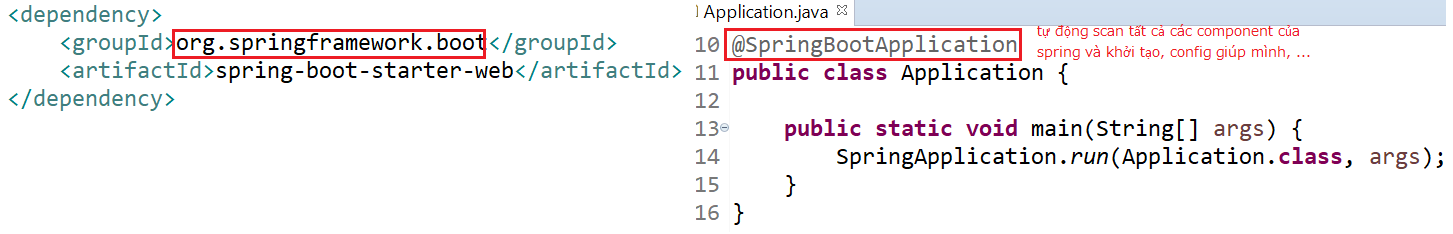 <dependency>
<groupId>org.springframework.boot</groupId>
<artifactId>spring-boot-starter-web</artifactId>
</dependency>
Application.java
10 @SpringBootApplication
tự động scan tất cả các component của
spring và khởi tạo, config giúp mình, ...
11 public class Application {
12
13 public static void main(String[] args) {
14 SpringApplication.run(Application.class, args);
15 }
16 }